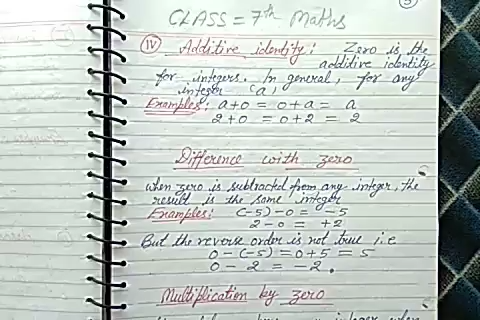 CLASS = 7th Maths
(iv) Additive identity: Zero is the
additive identity
for integers. In general, for any
integer 'a'
Examples: a+0 = 0+a = a
2+0 = 0+2 = 2
Difference with zero
When zero is subtracted from any integer, the
result is the same integer
Examples: (-5)-0 = -5
2-0 = +2
But the reverse order is not true i.e
0-(-5) = 0+5 = 5
0-2 = -2.
Multiplication by zero